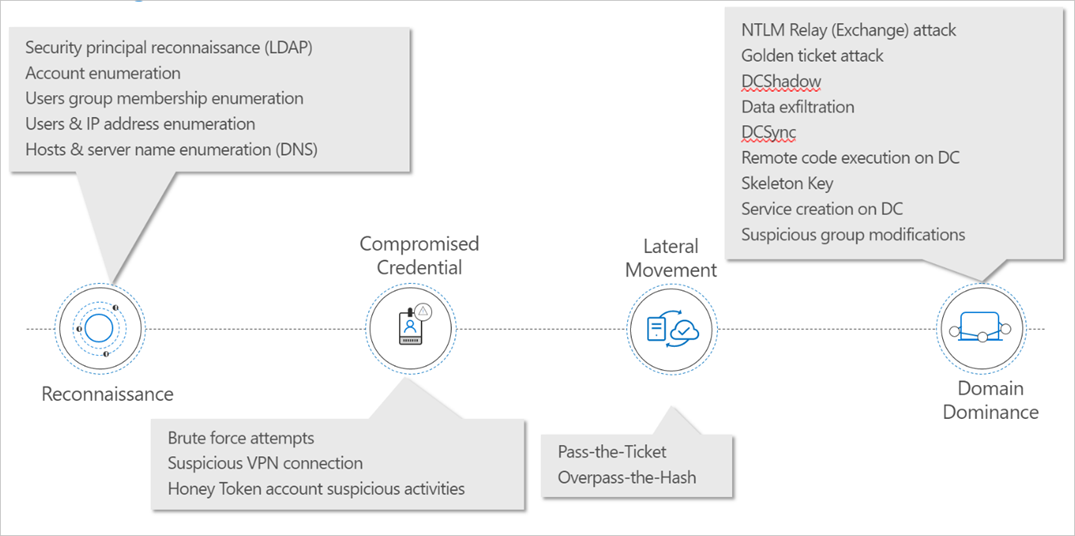 Security principal reconnaissance (LDAP)
Account enumeration
Users group membership enumeration
Users & IP address enumeration
Hosts & server name enumeration (DNS)
NTLM Relay (Exchange) attack
Golden ticket attack
DCShadow
Data exfiltration
DCSync
Remote code execution on DC
Skeleton Key
Service creation on DC
Suspicious group modifications
Reconnaissance
Compromised
Credential
Lateral
Movement
Domain
Dominance
Brute force attempts
Suspicious VPN connection
Honey Token account suspicious activities
Pass-the-Ticket
Overpass-the-Hash